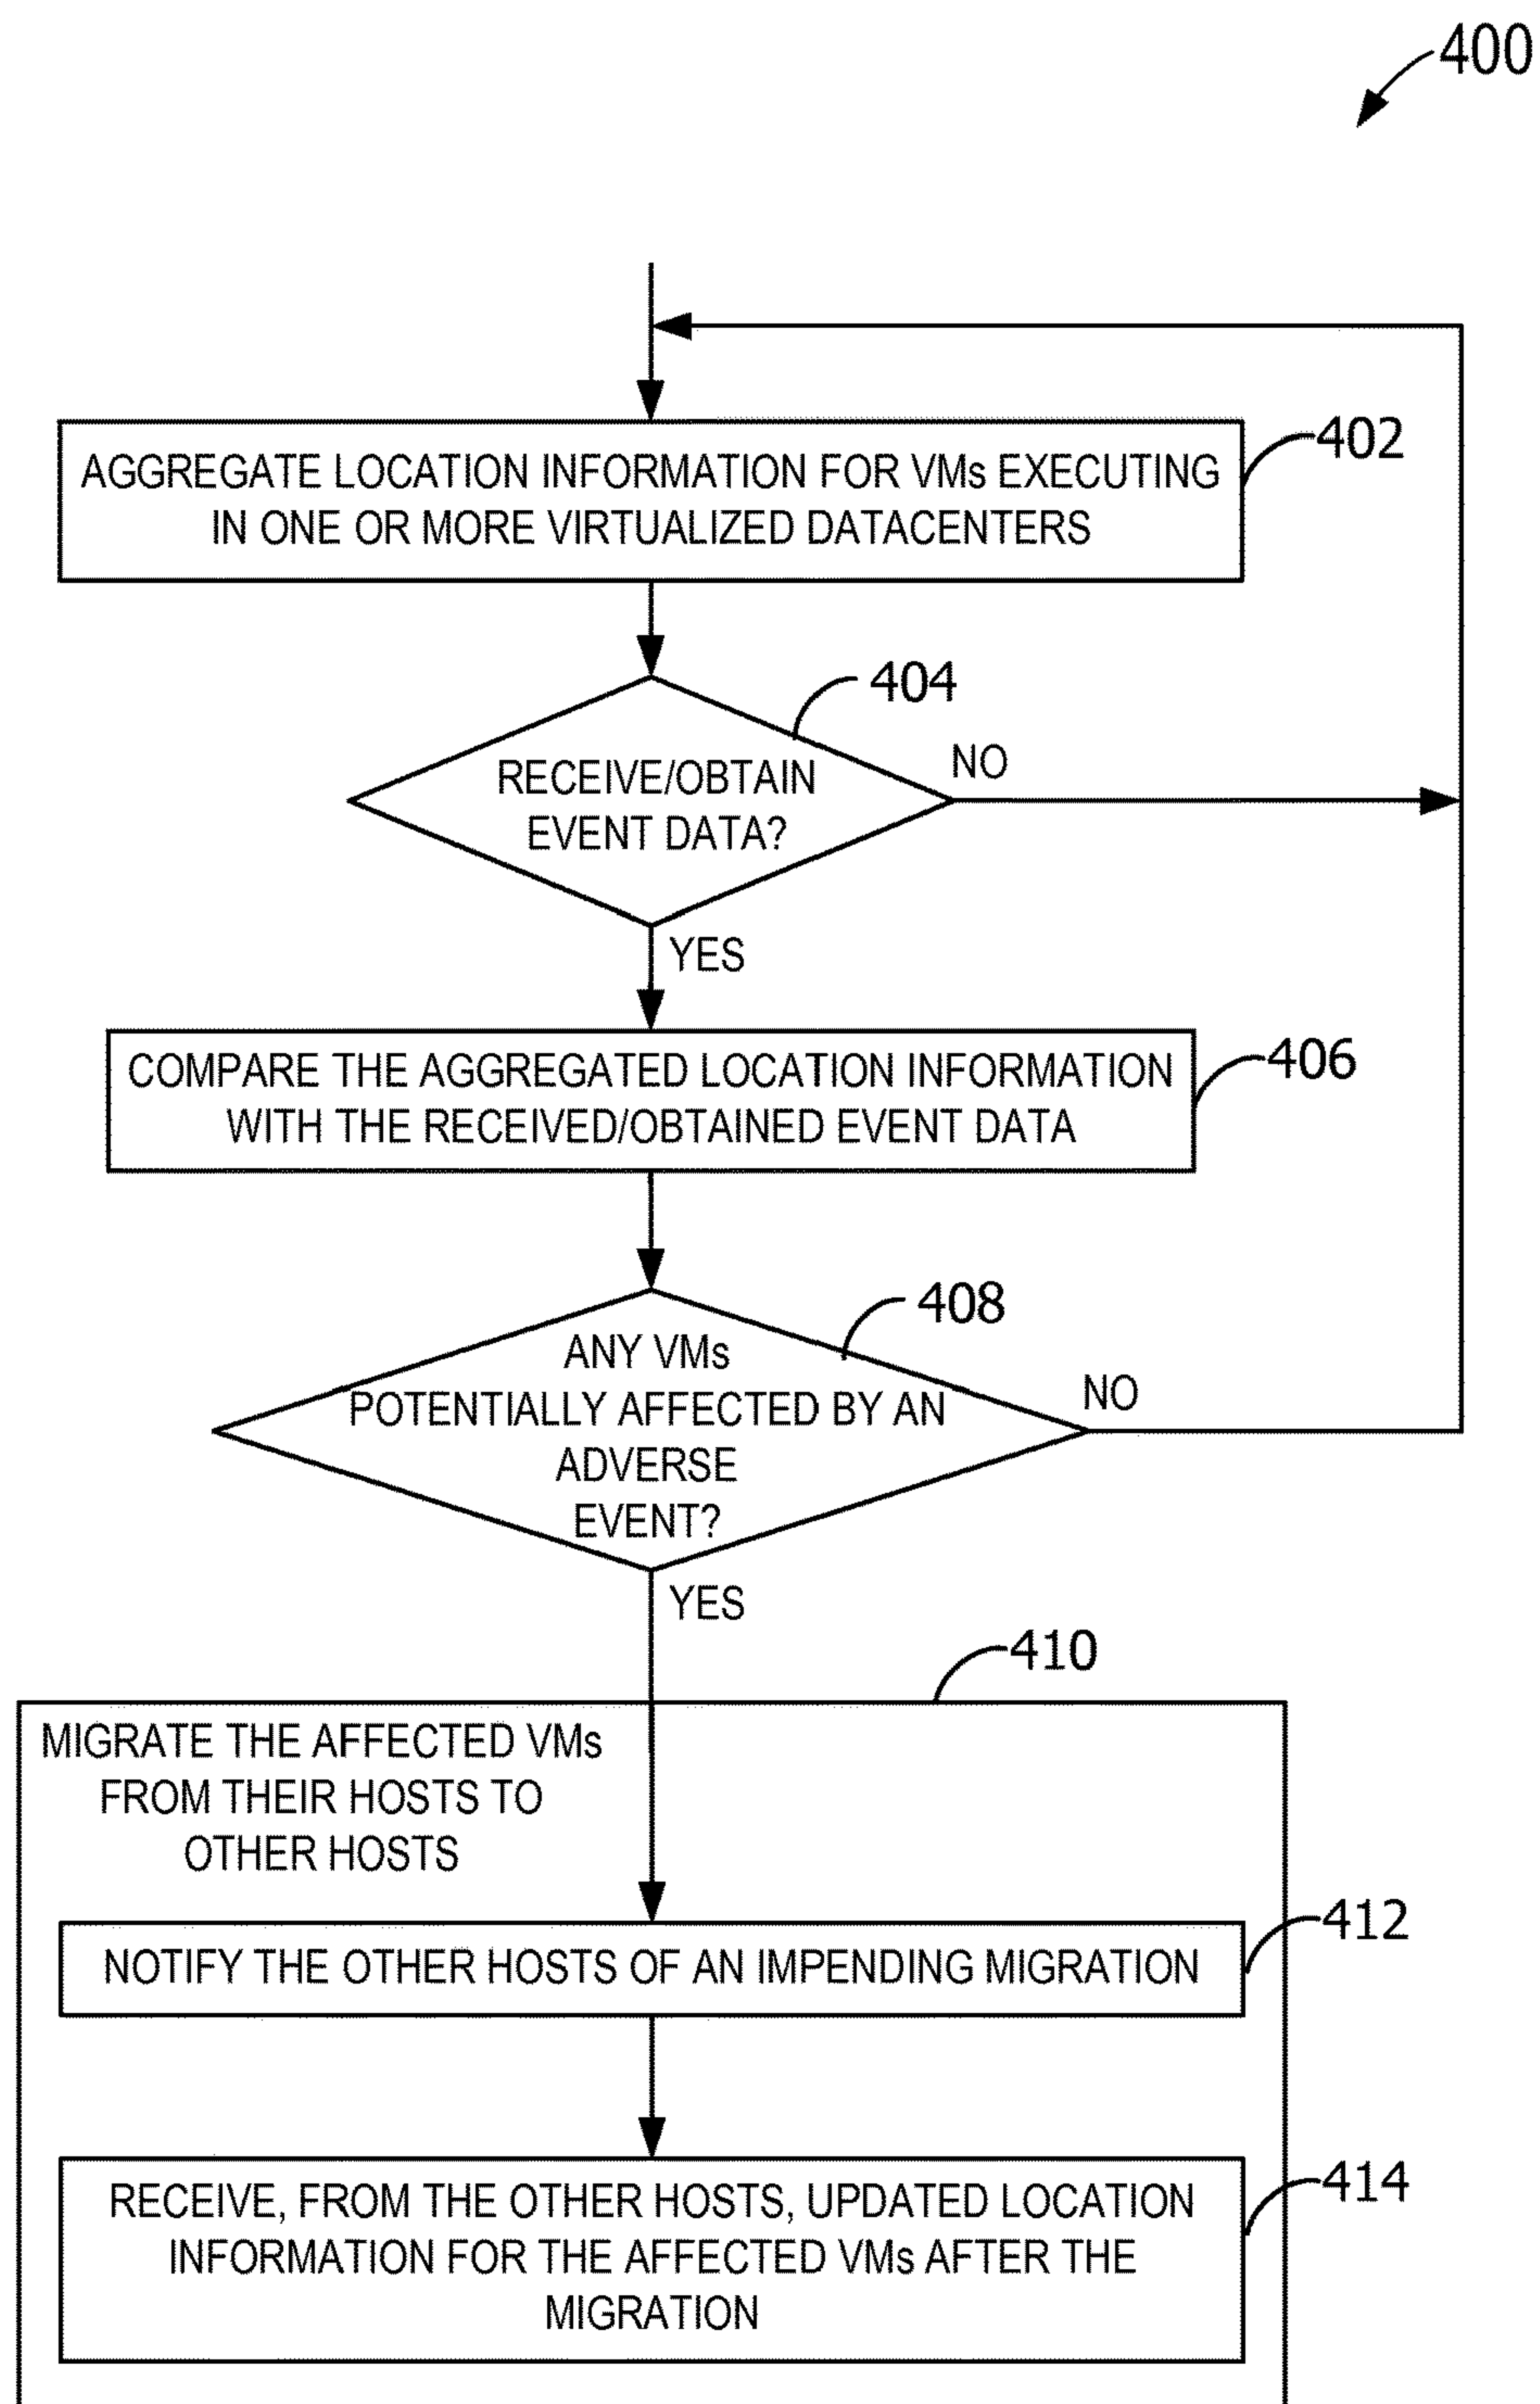 400
AGGREGATE LOCATION INFORMATION FOR VMs EXECUTING
IN ONE OR MORE VIRTUALIZED DATACENTERS
402
RECEIVE/OBTAIN
EVENT DATA?
404
NO
YES
COMPARE THE AGGREGATED LOCATION INFORMATION
WITH THE RECEIVED/OBTAINED EVENT DATA
406
ANY VMs
POTENTIALLY AFFECTED BY AN
ADVERSE
EVENT?
408
NO
YES
410
MIGRATE THE AFFECTED VMs
FROM THEIR HOSTS TO
OTHER HOSTS
NOTIFY THE OTHER HOSTS OF AN IMPENDING MIGRATION
412
RECEIVE, FROM THE OTHER HOSTS, UPDATED LOCATION
INFORMATION FOR THE AFFECTED VMs AFTER THE
MIGRATION
414